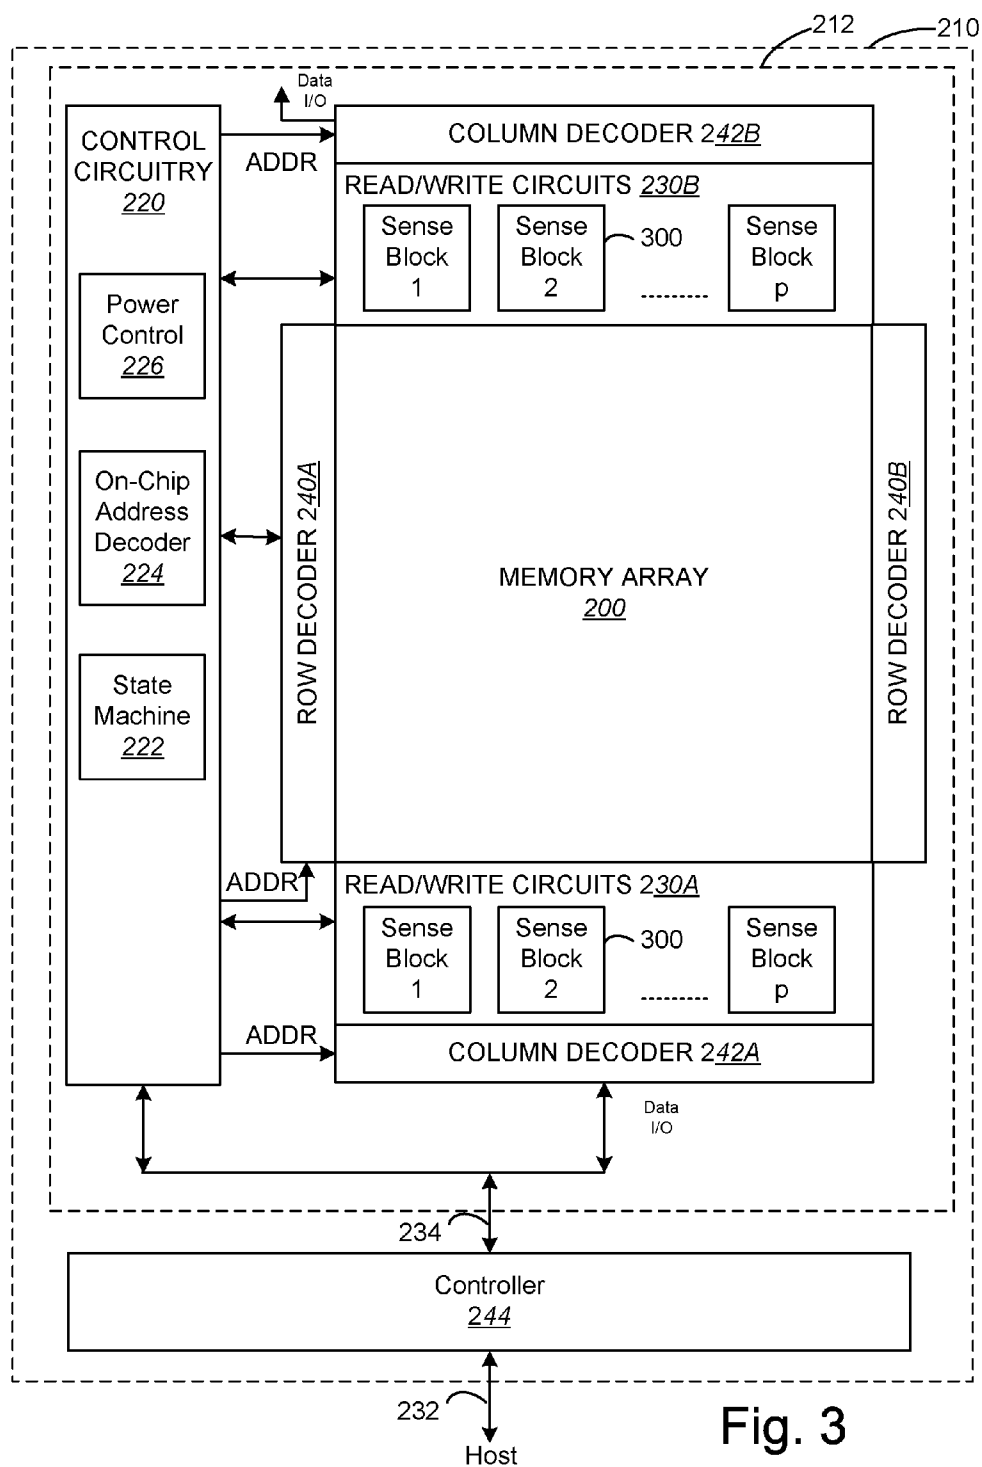 212
210
Data
I/O
CONTROL
CIRCUITRY
220
ADDR
COLUMN DECODER 242B
READ/WRITE CIRCUITS 230B
Sense
Block
1
Sense
Block
2
300
..........
Sense
Block
p
Power
Control
226
On-Chip
Address
Decoder
224
State
Machine
222
ROW DECODER 240A
MEMORY ARRAY
200
ROW DECODER 240B
ADDR
READ/WRITE CIRCUITS 230A
Sense
Block
1
Sense
Block
2
300
..........
Sense
Block
p
ADDR
COLUMN DECODER 242A
Data
I/O
234
Controller
244
232
Host
Fig. 3